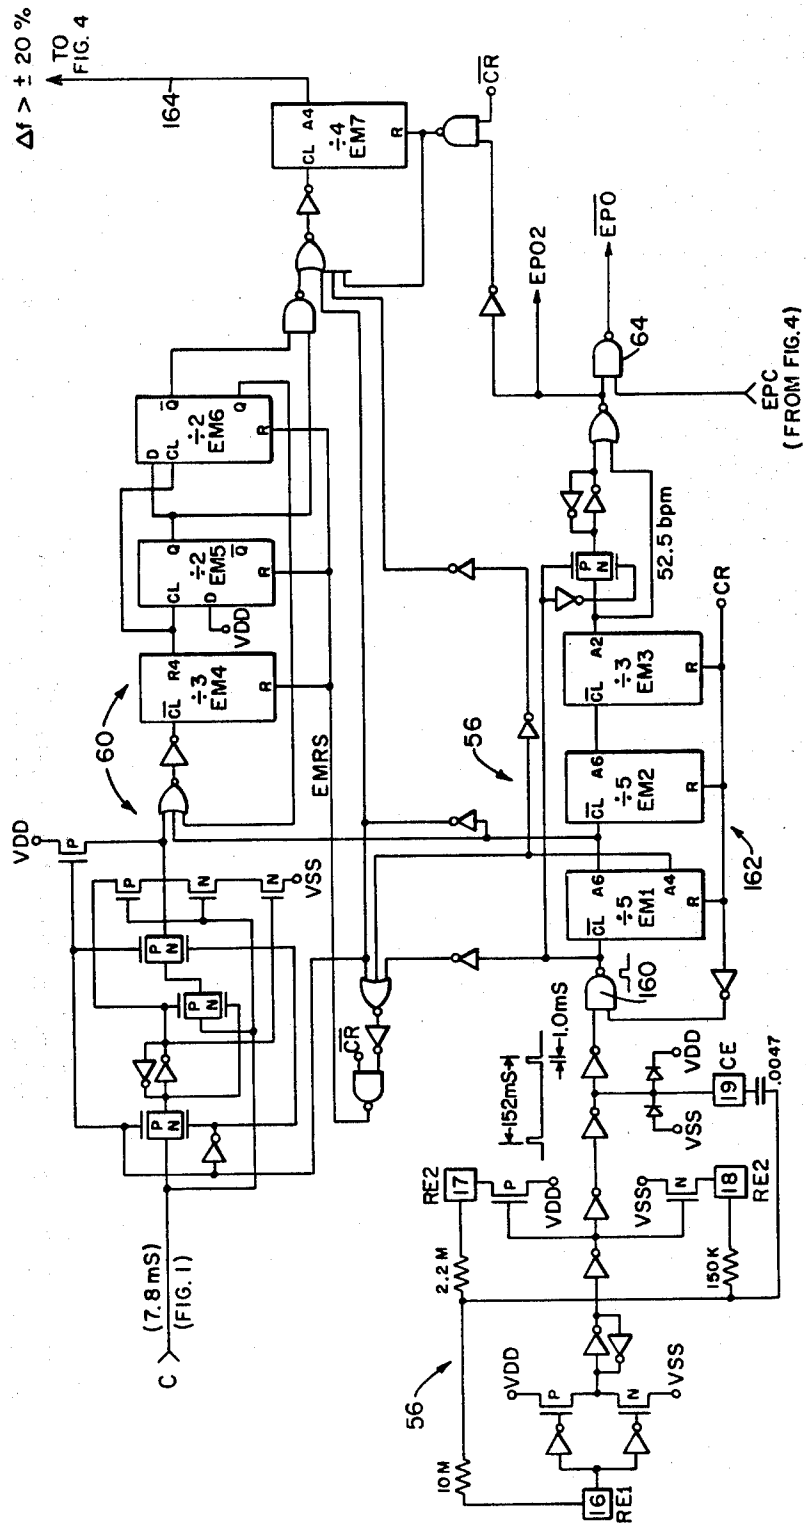 Δf > ± 20 %
TO
FIG. 4
164
A4
÷4
EM7
CL
R
CR
Q
D
CL
÷2
EM6
Q
R
CL
Q
÷2
EM5
D
Q
R
VDD
R4
CL
÷3
EM4
R
60
EMRS
VDD
P
P
N
N
VSS
P
N
P
N
P
N
C
(7.8mS)
(FIG. 1)
CR
EPO2
EPO
64
EPC
(FROM FIG.4)
52.5 bpm
P
N
A2
CL
÷3
EM3
R
CR
A6
CL
÷5
EM2
R
56
A6
CL
÷5
EM1
A4
R
162
160
152mS
1.0mS
VDD
VSS
19
CE
.0047
RE2
17
P
VDD
VSS
N
18
RE2
2.2 M
150K
56
10M
VDD
P
N
VSS
16
RE1